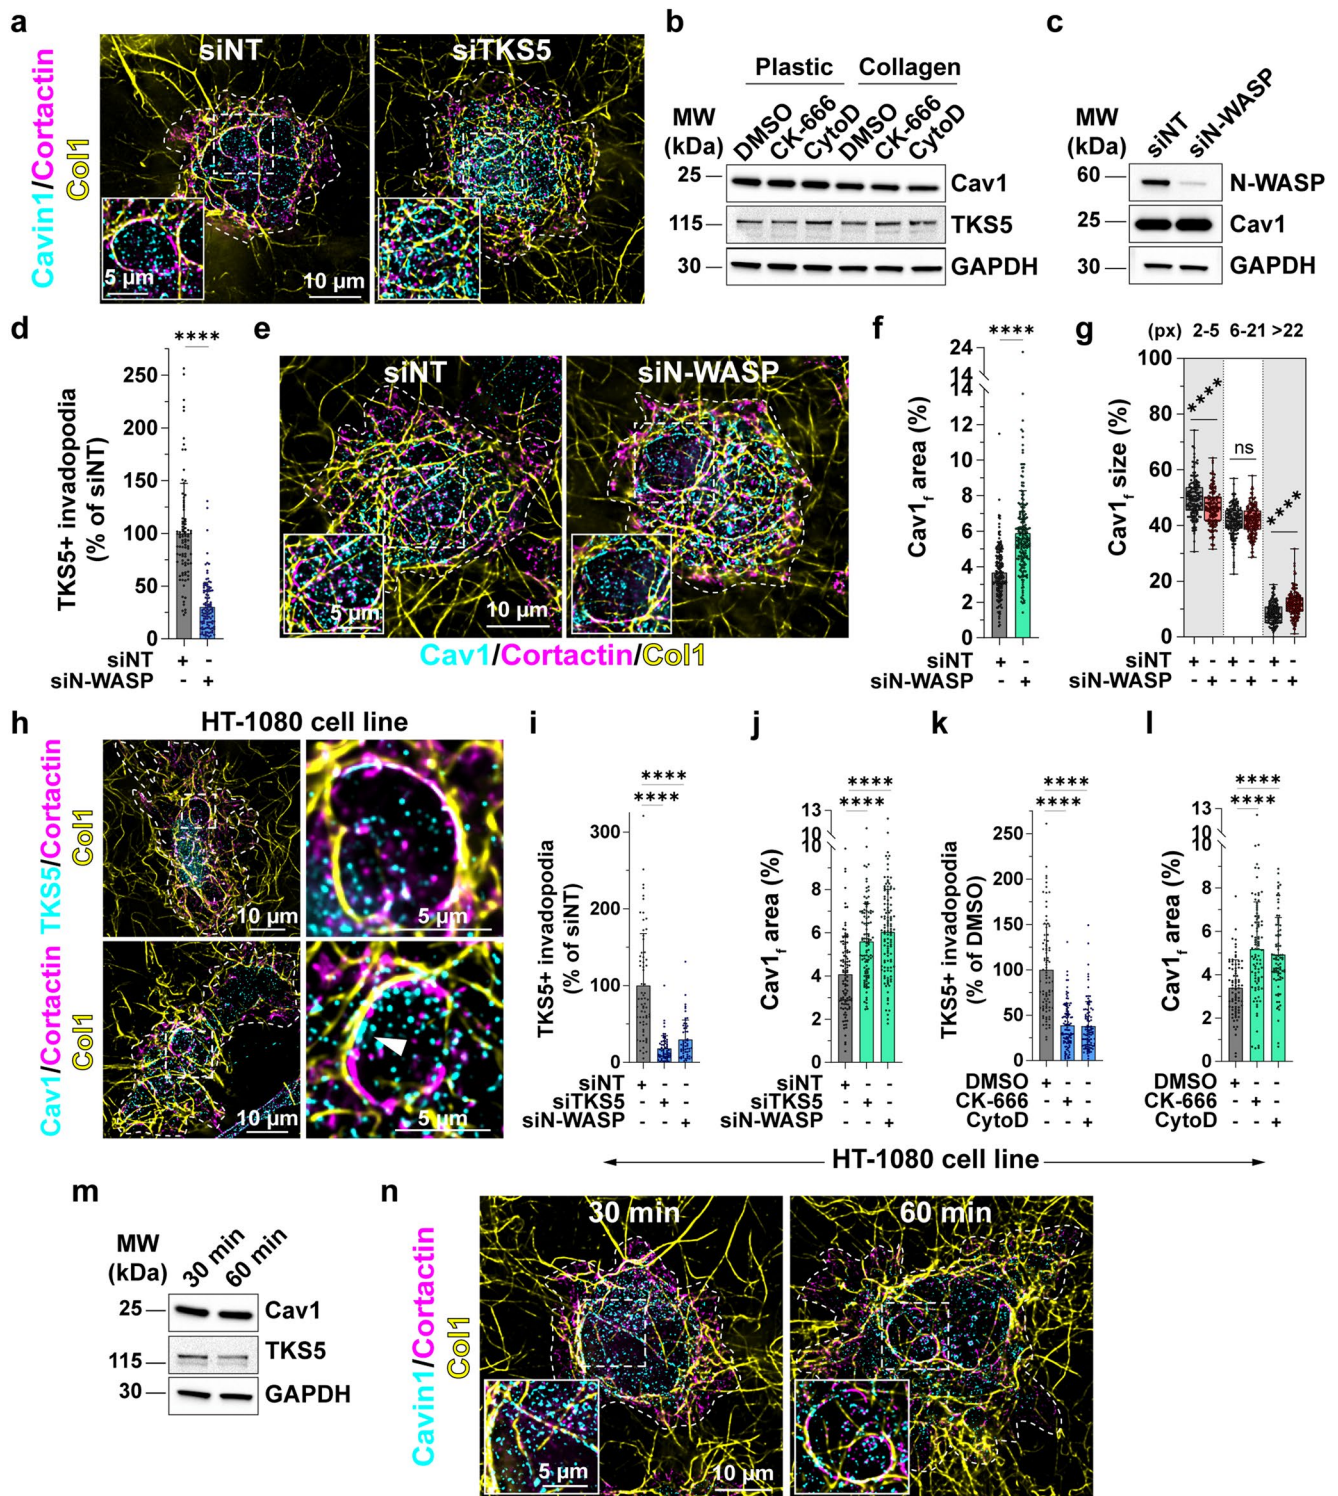 a
siNT
siTKS5
Cavin1/Cortactin
Col1
5 µm
10 µm
b
Plastic Collagen
MW
(kDa)
DMSO CK-666 CytoD DMSO CK-666 CytoD
25
Cav1
115
TKS5
30
GAPDH
c
MW
(kDa)
siNT siN-WASP
60
N-WASP
25
Cav1
30
GAPDH
d
TKS5+ invadopodia
(% of siNT)
****
250
200
150
100
50
0
siNT + -
siN-WASP - +
e
siNT
siN-WASP
5 µm
10 µm
Cav1/Cortactin/Col1
f
Cav1f area (%)
****
24
14
12
10
8
6
4
2
0
siNT + -
siN-WASP - +
g
(px) 2-5 6-21 >22
Cav1f size (%)
100
80
60
40
20
0
****
ns
****
siNT + - + - + -
siN-WASP - + - + - +
h
HT-1080 cell line
TKS5/Cortactin
Col1
10 µm
5 µm
Cav1/Cortactin
Col1
10 µm
5 µm
i
TKS5+ invadopodia
(% of siNT)
****
****
300
200
100
0
siNT + - -
siTKS5 - + -
siN-WASP - - +
j
Cav1f area (%)
****
****
13
10
8
6
4
2
0
siNT + - -
siTKS5 - + -
siN-WASP - - +
k
TKS5+ invadopodia
(% of DMSO)
****
****
250
200
150
100
50
0
DMSO + - -
CK-666 - + -
CytoD - - +
l
Cav1f area (%)
****
****
13
10
8
6
4
2
0
DMSO + - -
CK-666 - + -
CytoD - - +
HT-1080 cell line
m
MW
(kDa)
30 min 60 min
25
Cav1
115
TKS5
30
GAPDH
n
Cavin1/Cortactin
Col1
30 min
60 min
5 µm
10 µm